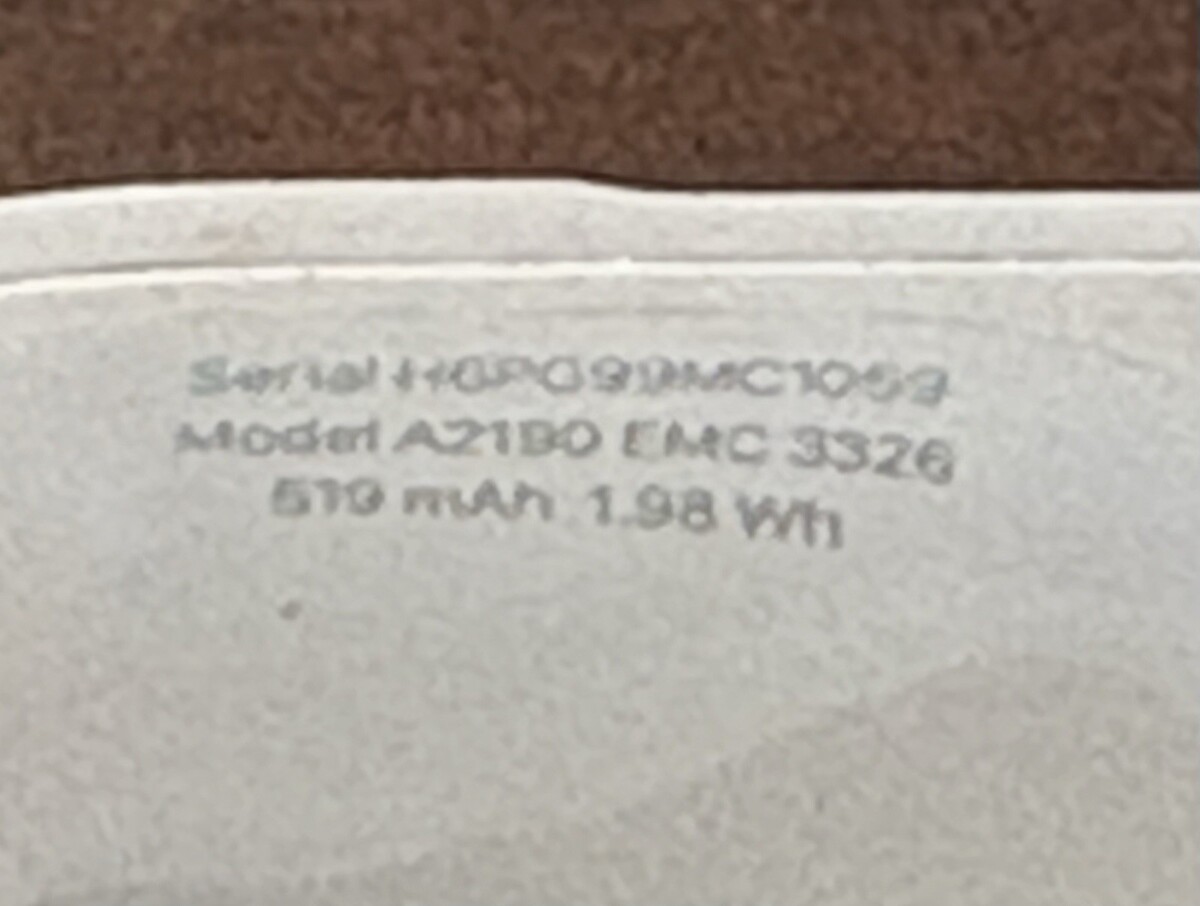 Serial
Model A2190 EMC 3326
519 mAh 1.98 Wh